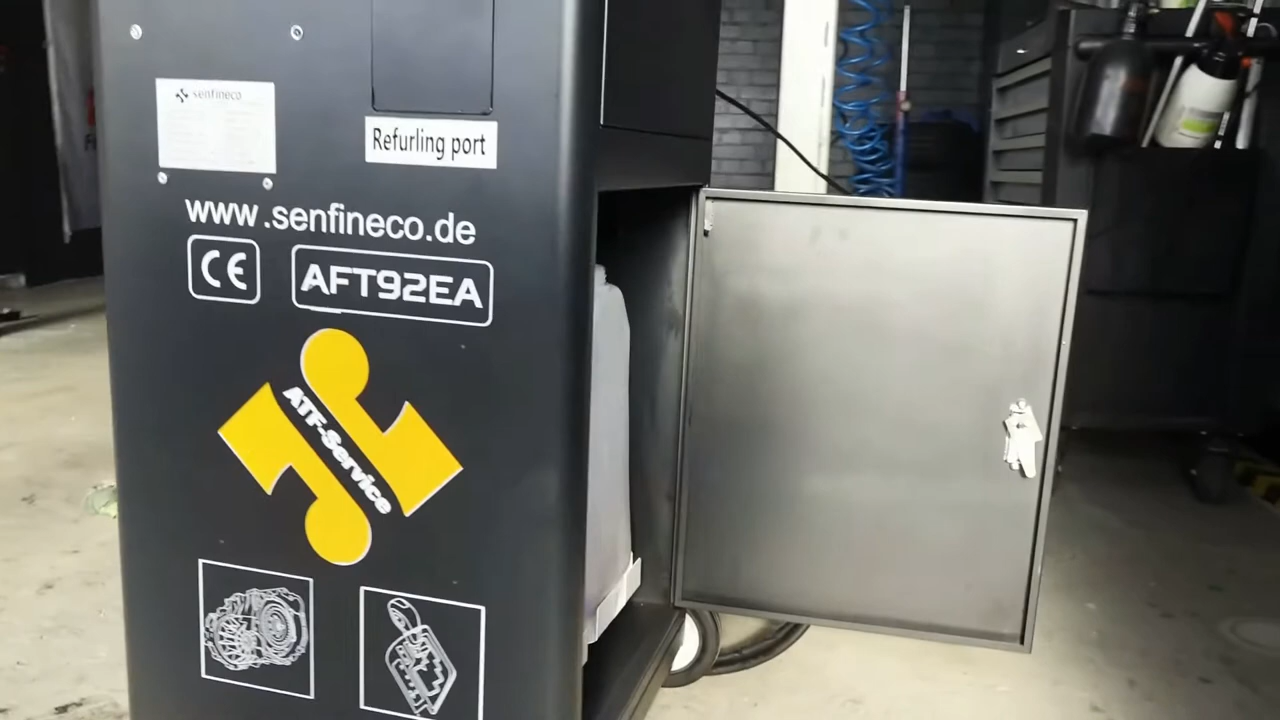 senfineco
Refurling port
www.senfineco.de
CE
AFT92EA
ATF-Service